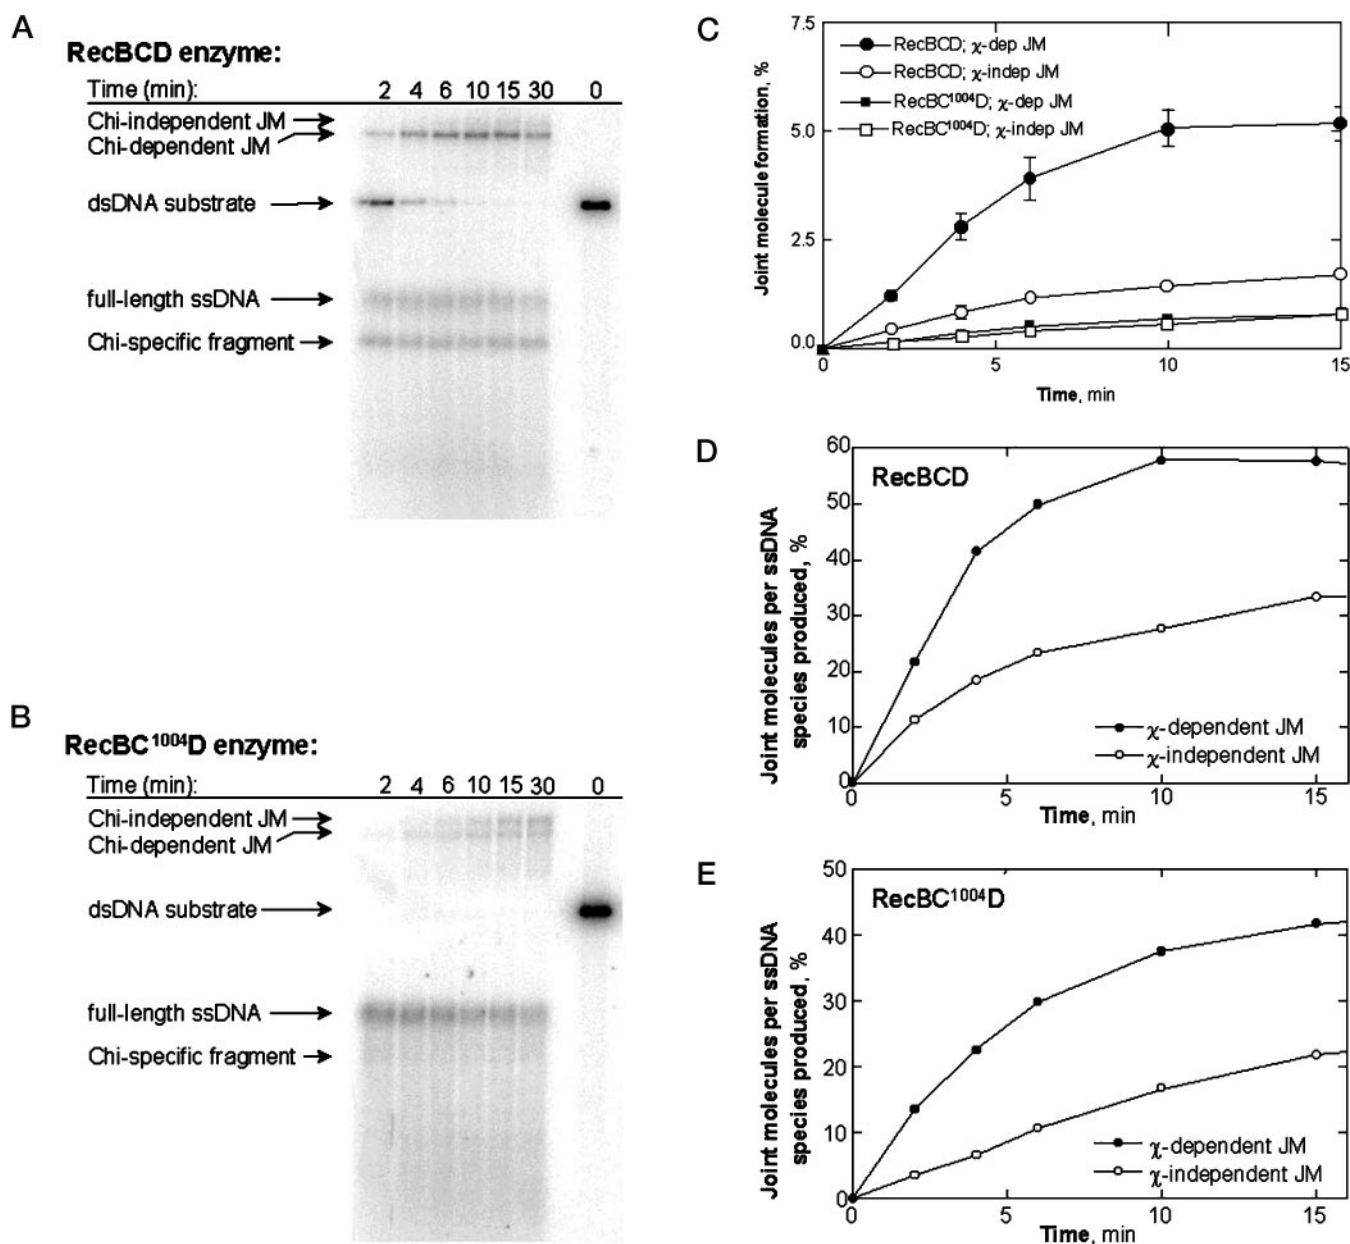 A
RecBCD enzyme:
Time (min): 2 4 6 10 15 30 0
Chi-independent JM
Chi-dependent JM
dsDNA substrate
full-length ssDNA
Chi-specific fragment
B
RecBC¹⁰⁰⁴D enzyme:
Time (min): 2 4 6 10 15 30 0
Chi-independent JM
Chi-dependent JM
dsDNA substrate
full-length ssDNA
Chi-specific fragment
C
7.5
5.0
2.5
0.0
Joint molecule formation, %
RecBCD; χ-dep JM
RecBCD; χ-indep JM
RecBC¹⁰⁰⁴D; χ-dep JM
RecBC¹⁰⁰⁴D; χ-indep JM
0 5 10 15
Time, min
D
60
50
40
30
20
10
0
Joint molecules per ssDNA
species produced, %
RecBCD
χ-dependent JM
χ-independent JM
0 5 10 15
Time, min
E
50
40
30
20
10
0
Joint molecules per ssDNA
species produced, %
RecBC¹⁰⁰⁴D
χ-dependent JM
χ-independent JM
0 5 10 15
Time, min